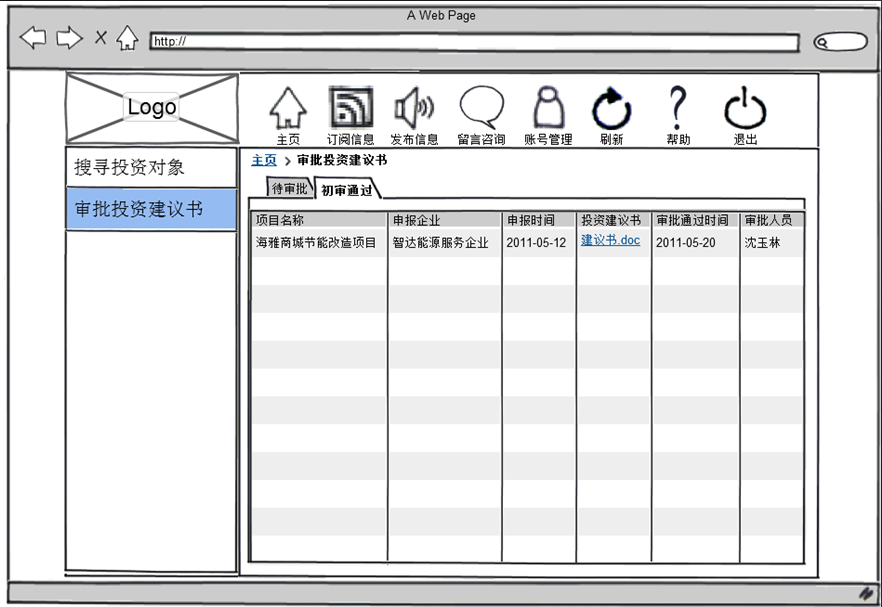 A Web Page
http://
Logo
主页 订阅信息 发布信息 留言咨询 账号管理 刷新 帮助 退出
搜寻投资对象
审批投资建议书
主页 > 审批投资建议书
待审批 初审通过
项目名称 申报企业 申报时间 投资建议书 审批通过时间 审批人员
海雅商城节能改造项目 智达能源服务企业 2011-05-12 建议书.doc 2011-05-20 沈玉林